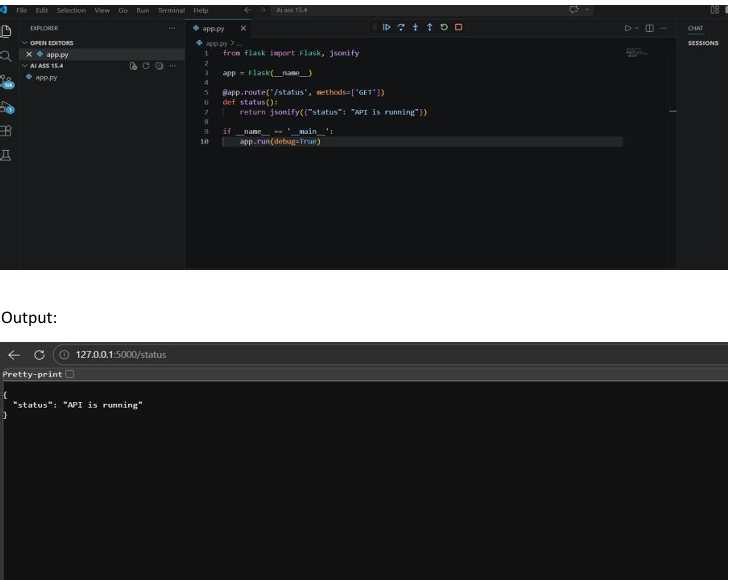 File Edit Selection View Go Run Terminal Help
AI ass 15.4
EXPLORER
OPEN EDITORS
app.py
AI ASS 15.4
app.py
app.py
app.py > ...
1 from flask import Flask, jsonify
2
3 app = Flask(__name__)
4
5 @app.route('/status', methods=['GET'])
6 def status():
7     return jsonify({"status": "API is running"})
8
9 if __name__ == '__main__':
10     app.run(debug=True)
CHAT
SESSIONS
Output:
127.0.0.1:5000/status
Pretty-print
{
  "status": "API is running"
}